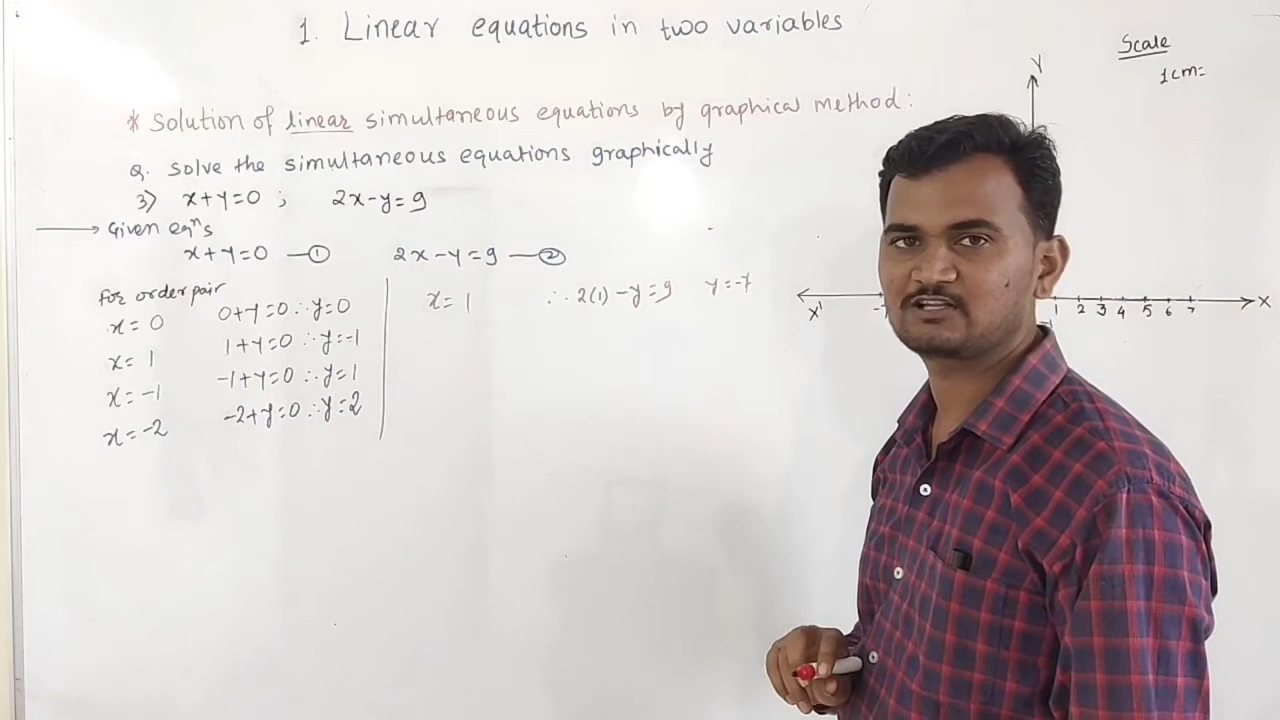 1. Linear equations in two variables
* Solution of linear simultaneous equations by graphical method:
Q. Solve the simultaneous equations graphically
3) x+y=0 ; 2x-y=9
Given eqⁿs
x+y=0 —① 2x-y=9 —②
For order pair
x=0 0+y=0 ∴y=0
x=1 1+y=0 ∴y=-1
x=-1 -1+y=0 ∴y=1
x=-2 -2+y=0 ∴y=2
x=1 ∴2(1)-y=9 y=-7
Scale
1cm=
Y
X' X
1 2 3 4 5 6 7
-1